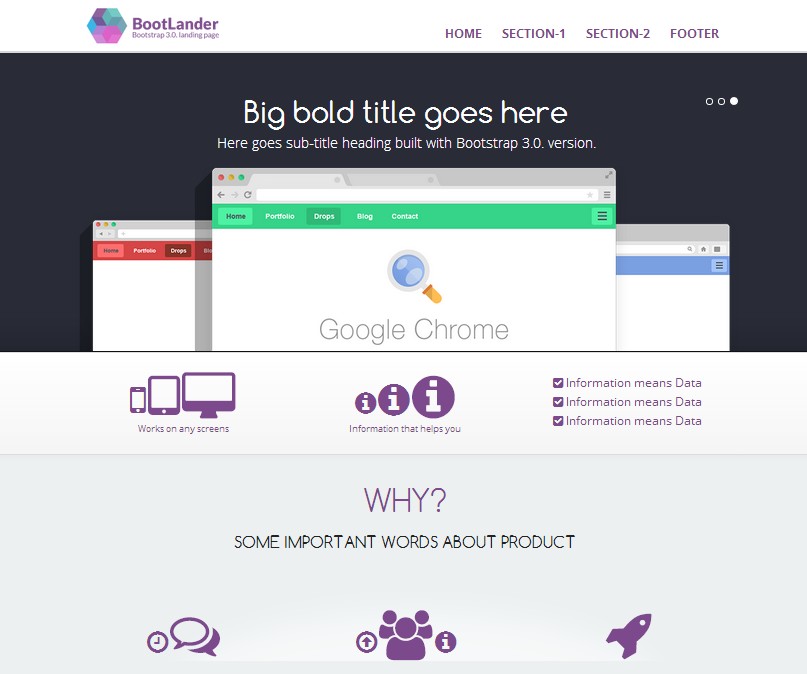 BootLander
Bootstrap 3.0. landing page
HOME SECTION-1 SECTION-2 FOOTER
Big bold title goes here
Here goes sub-title heading built with Bootstrap 3.0. version.
Home Portfolio Drops Blog Contact
Home Portfolio Drops
Google Chrome
Works on any screens
Information that helps you
Information means Data
Information means Data
Information means Data
WHY?
SOME IMPORTANT WORDS ABOUT PRODUCT